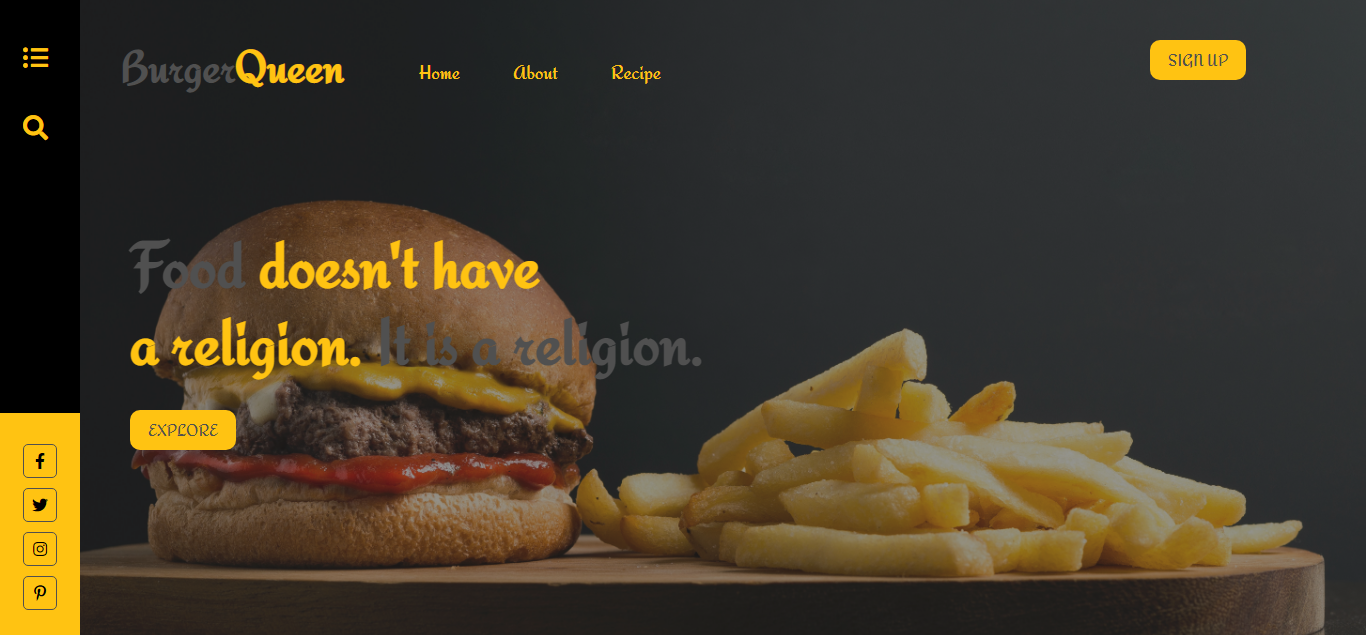 BurgerQueen Home About Recipe SIGN UP
Food doesn't have
a religion. It is a religion.
EXPLORE